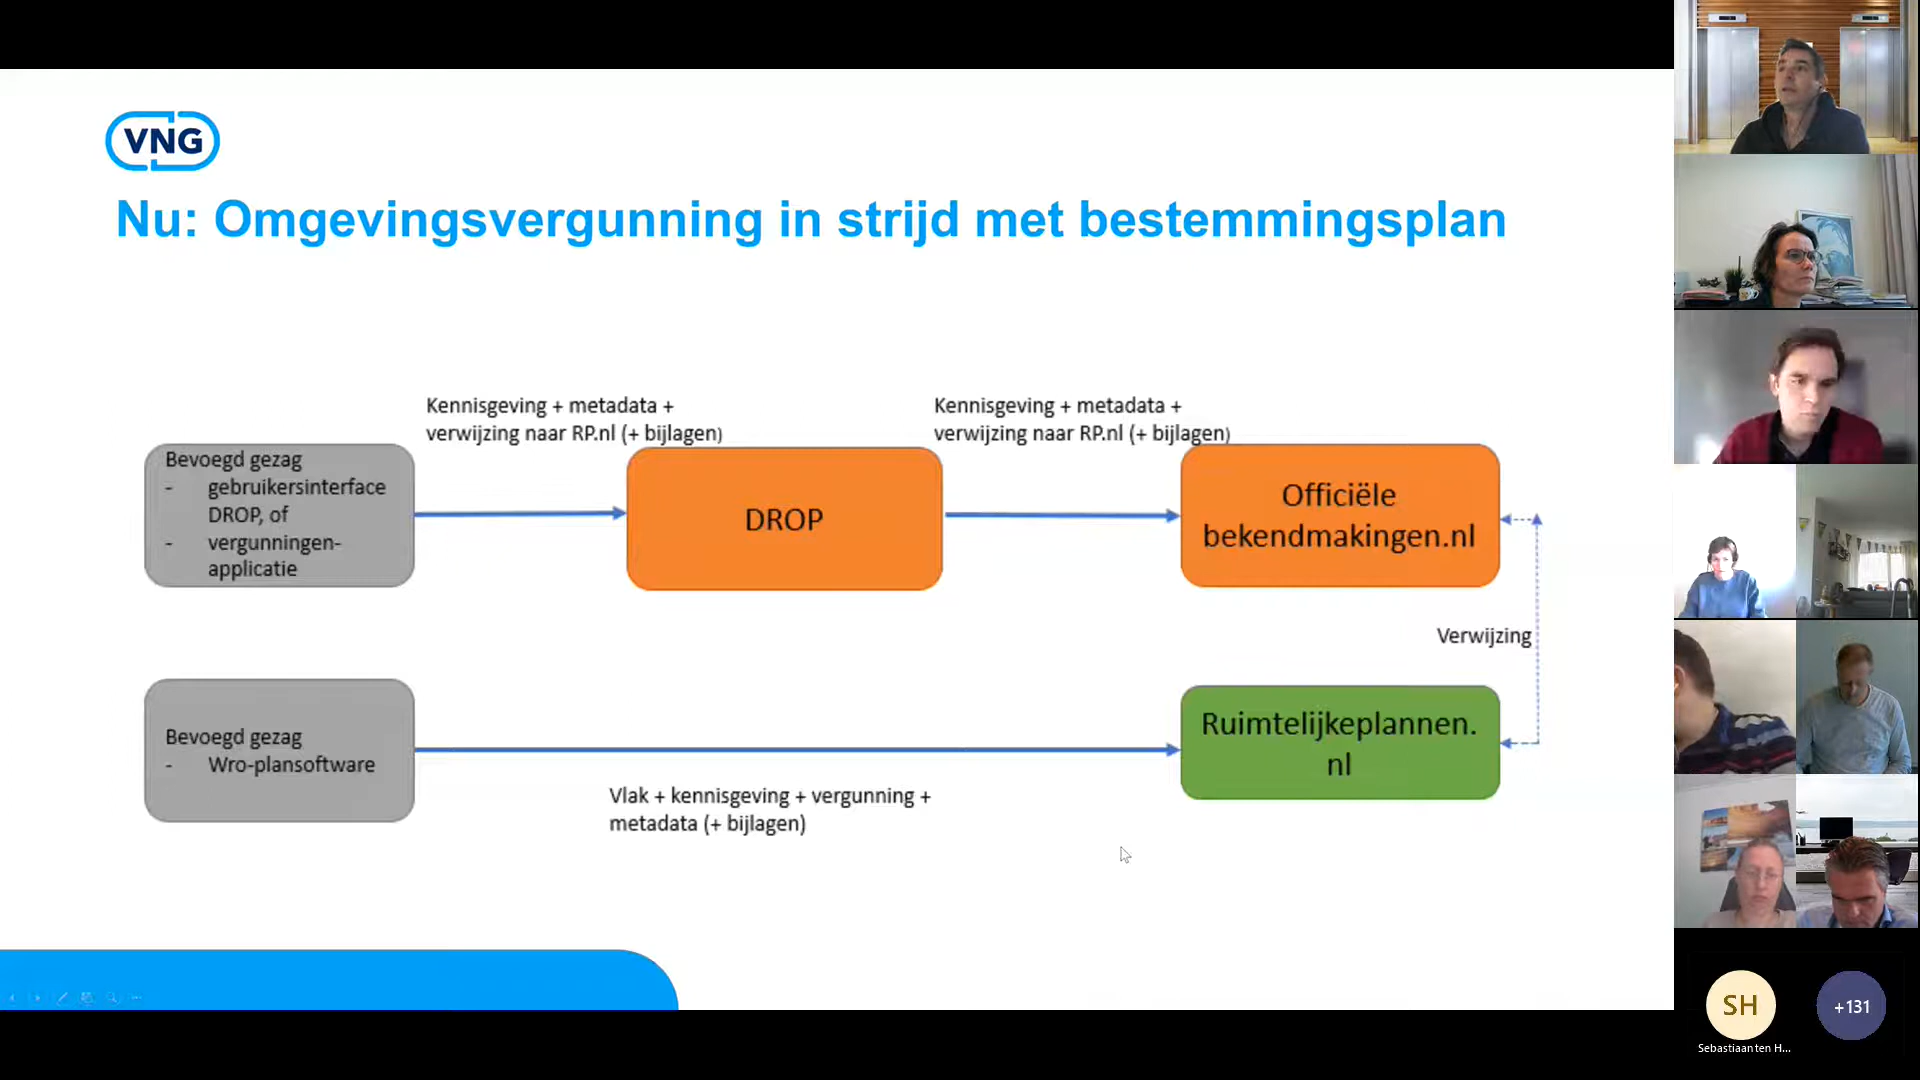 VNG
Nu: Omgevingsvergunning in strijd met bestemmingsplan
Kennisgeving + metadata +
verwijzing naar RP.nl (+ bijlagen)
Kennisgeving + metadata +
verwijzing naar RP.nl (+ bijlagen)
Bevoegd gezag
- gebruikersinterface
DROP, of
- vergunningen-
applicatie
DROP
Officiële
bekendmakingen.nl
Verwijzing
Bevoegd gezag
- Wro-plansoftware
Ruimtelijkeplannen.
nl
Vlak + kennisgeving + vergunning +
metadata (+ bijlagen)
SH
+131
Sebastiaan ten H...